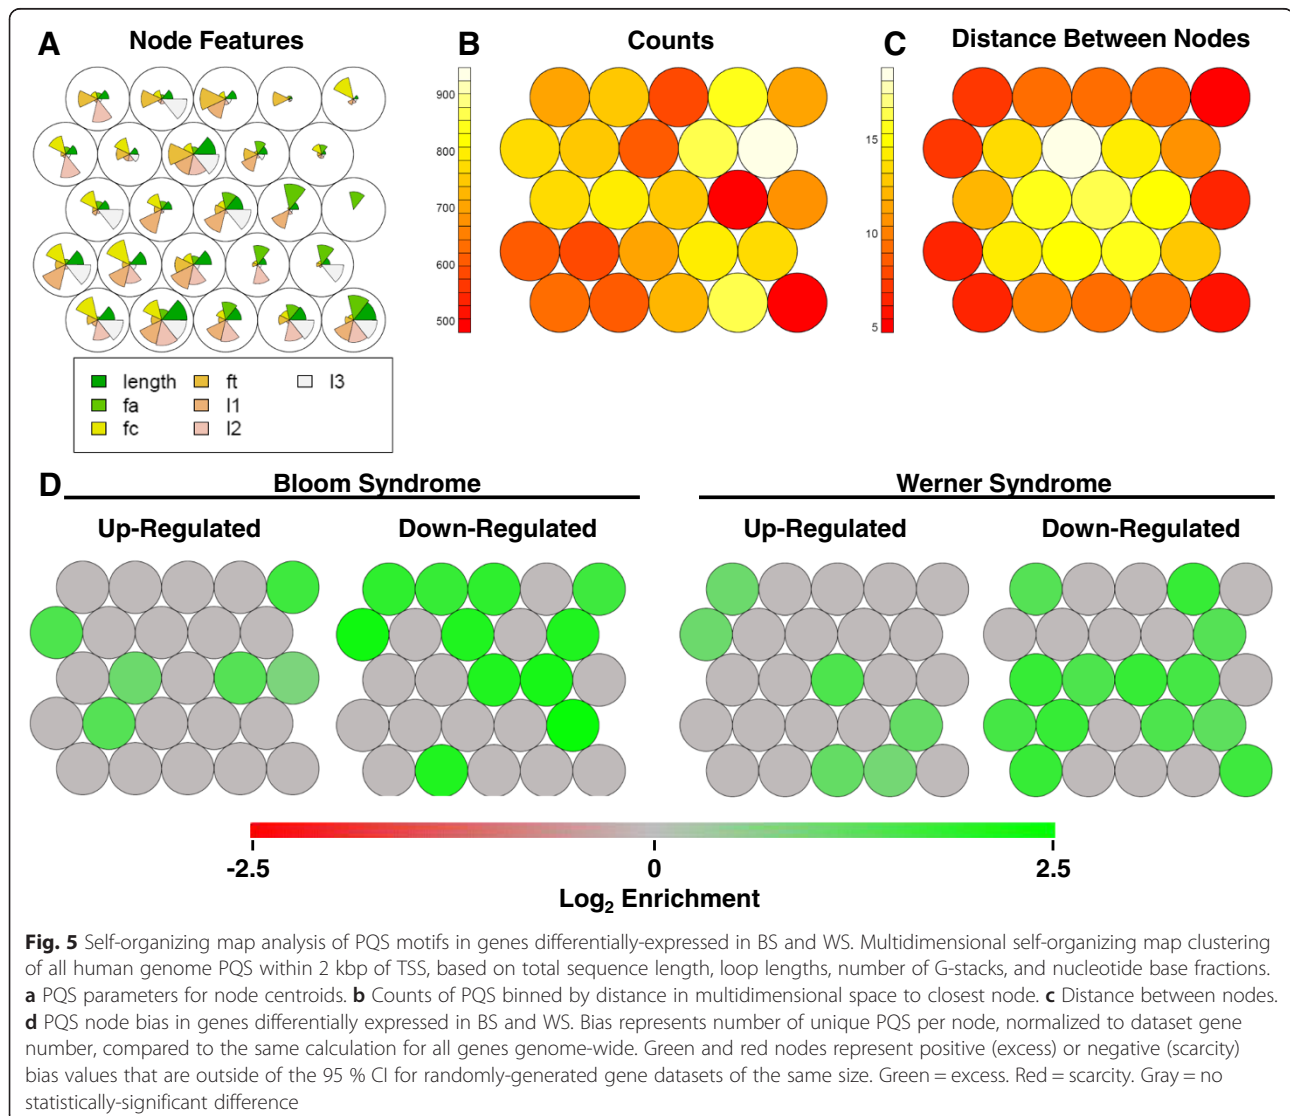 A
Node Features
B
Counts
C
Distance Between Nodes
900
800
700
600
500
15
10
5
length
fa
fc
ft
l1
l2
l3
D
Bloom Syndrome
Werner Syndrome
Up-Regulated
Down-Regulated
Up-Regulated
Down-Regulated
-2.5
0
2.5
Log2 Enrichment
Fig. 5 Self-organizing map analysis of PQS motifs in genes differentially-expressed in BS and WS. Multidimensional self-organizing map clustering
of all human genome PQS within 2 kbp of TSS, based on total sequence length, loop lengths, number of G-stacks, and nucleotide base fractions.
a PQS parameters for node centroids. b Counts of PQS binned by distance in multidimensional space to closest node. c Distance between nodes.
d PQS node bias in genes differentially expressed in BS and WS. Bias represents number of unique PQS per node, normalized to dataset gene
number, compared to the same calculation for all genes genome-wide. Green and red nodes represent positive (excess) or negative (scarcity)
bias values that are outside of the 95 % CI for randomly-generated gene datasets of the same size. Green = excess. Red = scarcity. Gray = no
statistically-significant difference